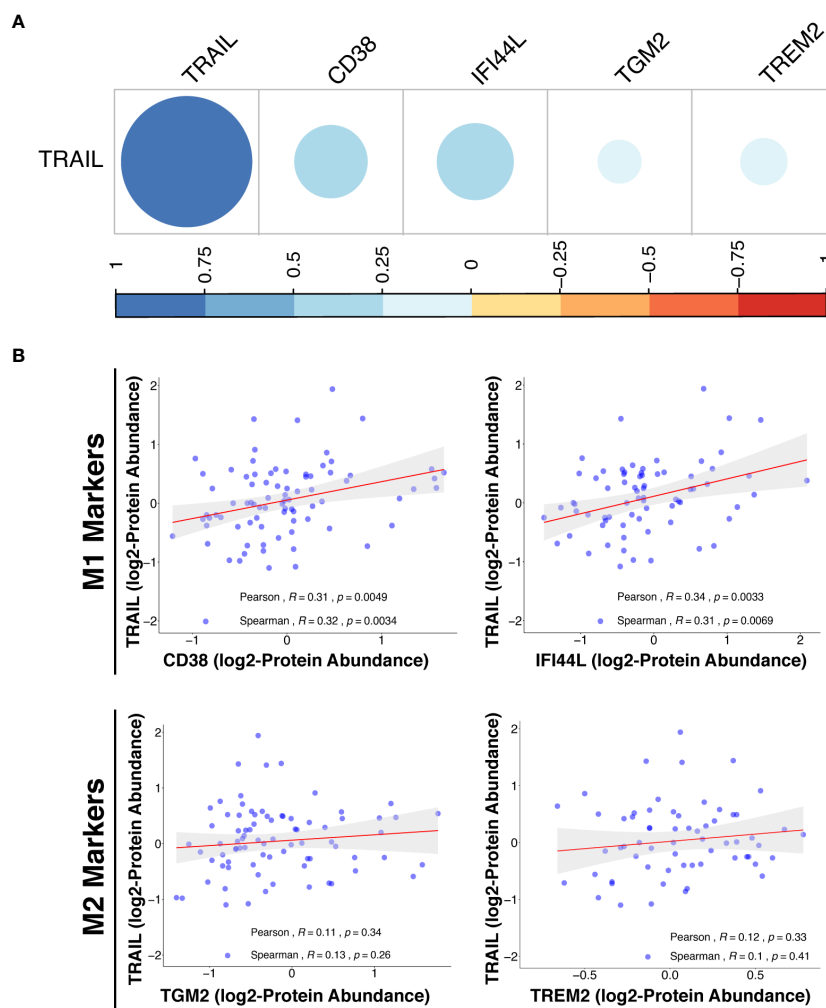 A
TRAIL
CD38
IFI44L
TGM2
TREM2
TRAIL
1
0.75
0.5
0.25
0
−0.25
−0.5
−0.75
−1
B
M1 Markers
TRAIL (log2-Protein Abundance)
2
1
0
−1
−2
Pearson , R = 0.31 , p = 0.0049
Spearman , R = 0.32 , p = 0.0034
−1
0
1
CD38 (log2-Protein Abundance)
TRAIL (log2-Protein Abundance)
2
1
0
−1
−2
Pearson , R = 0.34 , p = 0.0033
Spearman , R = 0.31 , p = 0.0069
−1
0
1
2
IFI44L (log2-Protein Abundance)
M2 Markers
TRAIL (log2-Protein Abundance)
2
1
0
−1
−2
Pearson , R = 0.11 , p = 0.34
Spearman , R = 0.13 , p = 0.26
−1
0
1
TGM2 (log2-Protein Abundance)
TRAIL (log2-Protein Abundance)
2
1
0
−1
−2
Pearson , R = 0.12 , p = 0.33
Spearman , R = 0.1 , p = 0.41
−0.5
0.0
0.5
TREM2 (log2-Protein Abundance)